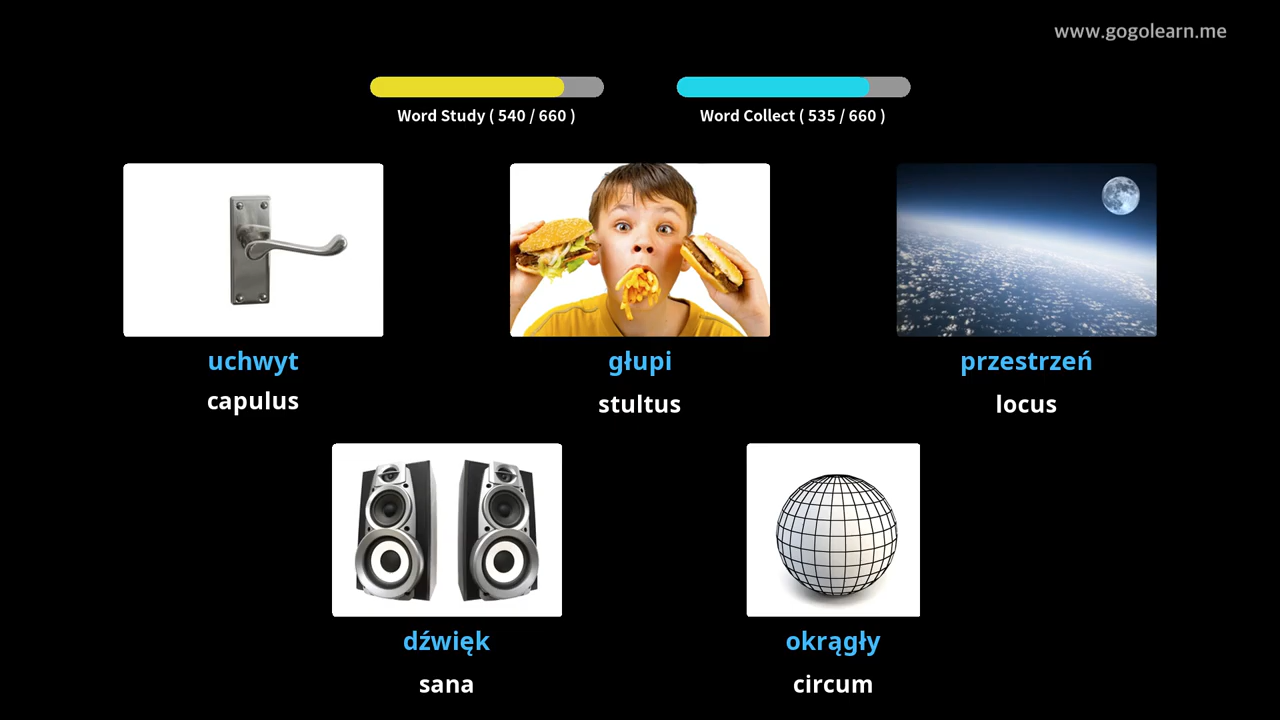 www.gogolearn.me
Word Study ( 540 / 660 )
Word Collect ( 535 / 660 )
uchwyt
capulus
głupi
stultus
przestrzeń
locus
dźwięk
sana
okrągły
circum